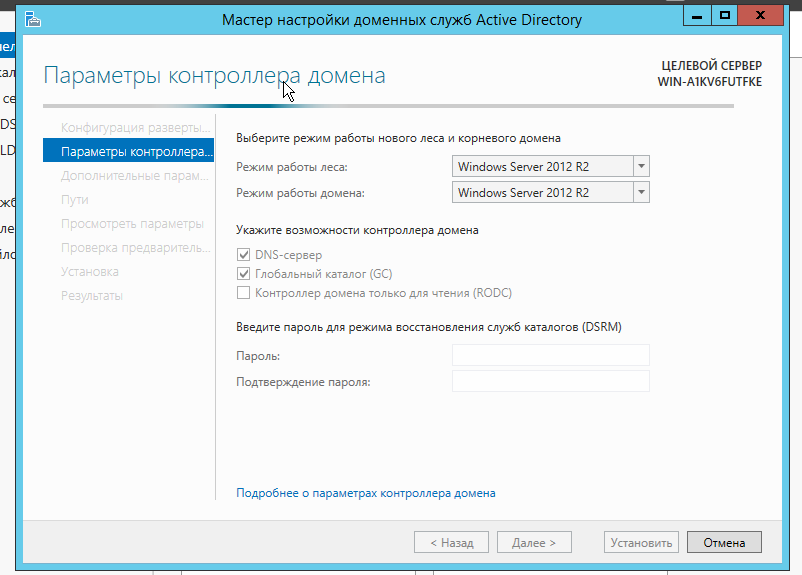 Мастер настройки доменных служб Active Directory
Параметры контроллера домена
ЦЕЛЕВОЙ СЕРВЕР
WIN-A1KV6FUTFKE
Конфигурация разверты...
Параметры контроллера...
Дополнительные парам...
Пути
Просмотреть параметры
Проверка предваритель...
Установка
Результаты
Выберите режим работы нового леса и корневого домена
Режим работы леса: Windows Server 2012 R2
Режим работы домена: Windows Server 2012 R2
Укажите возможности контроллера домена
DNS-сервер
Глобальный каталог (GC)
Контроллер домена только для чтения (RODC)
Введите пароль для режима восстановления служб каталогов (DSRM)
Пароль:
Подтверждение пароля:
Подробнее о параметрах контроллера домена
< Назад Далее > Установить Отмена